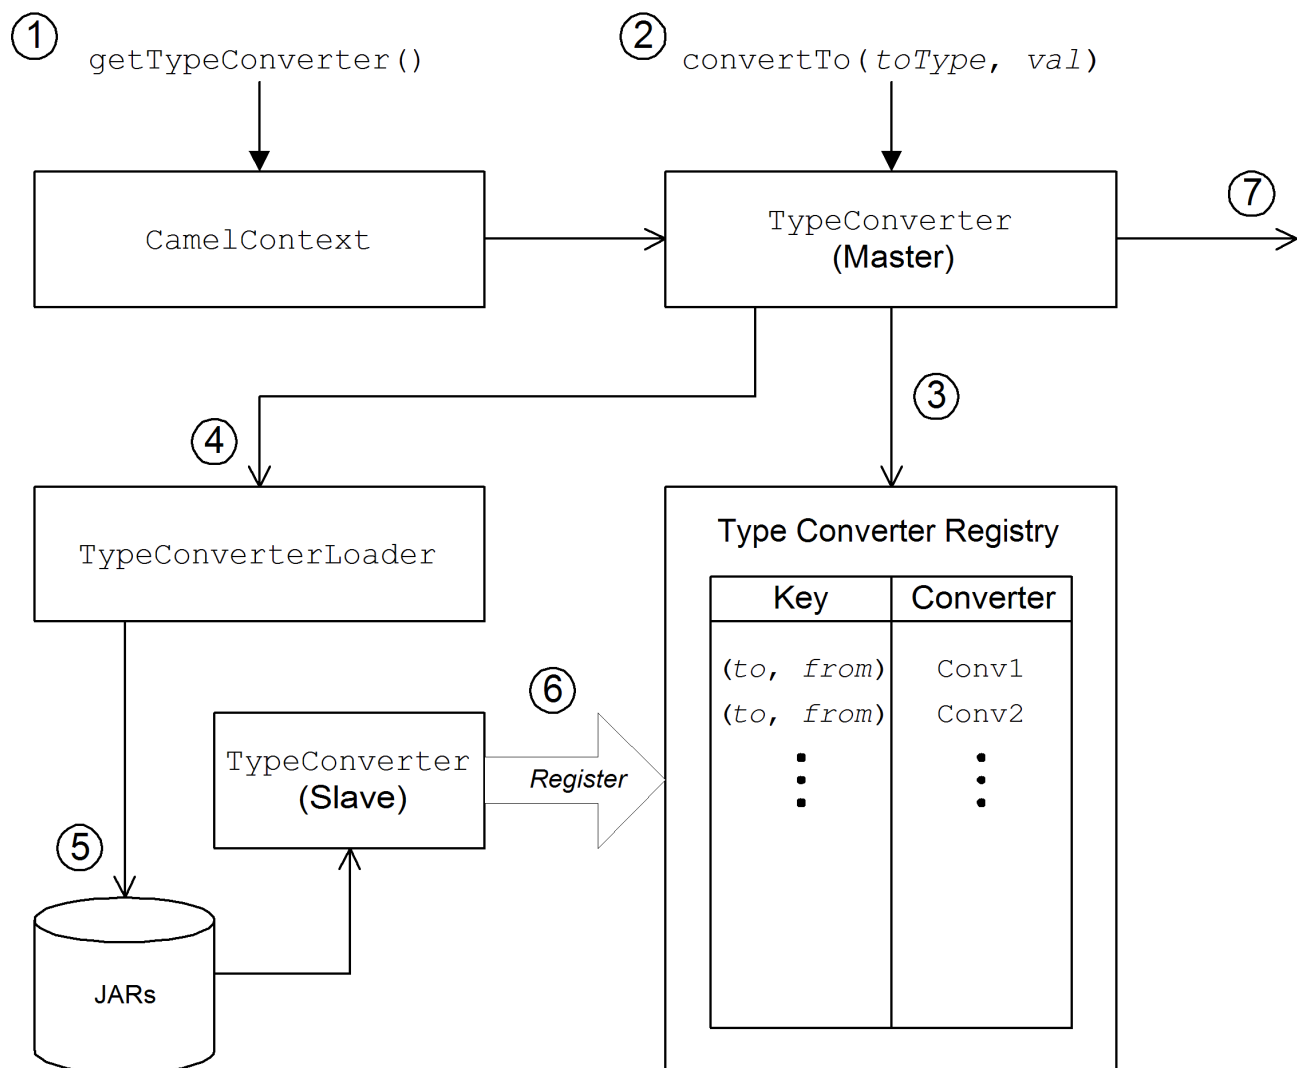 1
getTypeConverter()
2
convertTo(toType, val)
CamelContext
TypeConverter
(Master)
7
3
4
TypeConverterLoader
Type Converter Registry
Key Converter
(to, from) Conv1
(to, from) Conv2
6
TypeConverter
(Slave)
Register
5
JARs